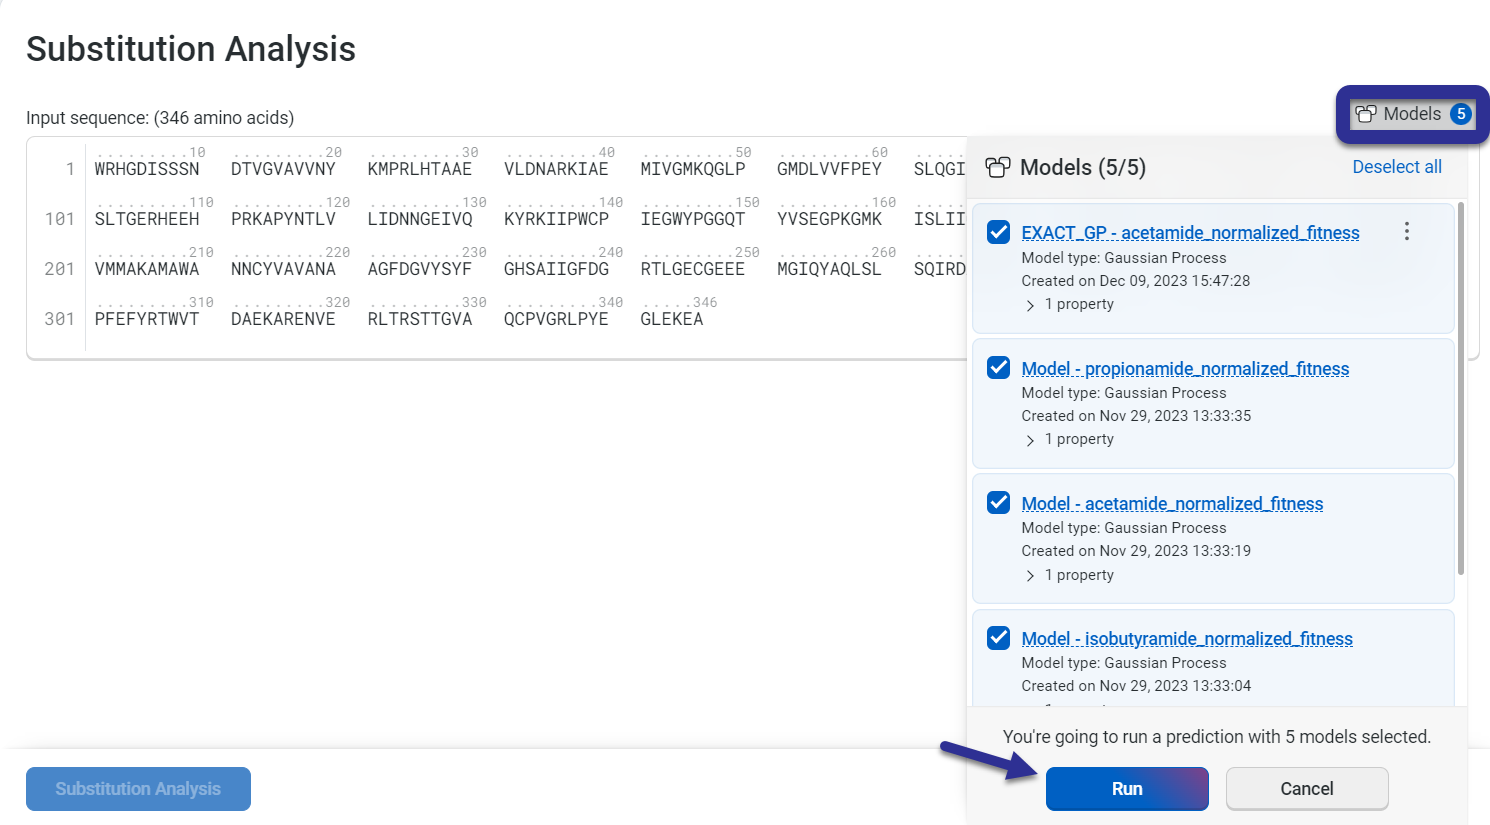 Substitution Analysis
Input sequence: (346 amino acids)
Models 5
.........10 .........20 .........30 .........40 .........50 .........60
1 WRHGDISSSN DTVGVAVVNY KMPRLHTAAE VLDNARKIAE MIVGMKQGLP GMDLVVFPEY SLQGI
.........110 .........120 .........130 .........140 .........150 .........160
101 SLTGERHEEH PRKAPYNTLV LIDNNGEIVQ KYRKIIPWCP IEGWYPGGQT YVSEGPKGMK ISLII
.........210 .........220 .........230 .........240 .........250 .........260
201 VMMAKAMAWA NNCYVAVANA AGFDGVYSYF GHSAIIGFDG RTLGECGEEE MGIQYAQLSL SQIRD
.........310 .........320 .........330 .........340 .....346
301 PFEFYRTWVT DAEKARENVE RLTRSTTGVA QCPVGRLPYE GLEKEA
Models (5/5) Deselect all
EXACT_GP - acetamide_normalized_fitness
Model type: Gaussian Process
Created on Dec 09, 2023 15:47:28
1 property
Model - propionamide_normalized_fitness
Model type: Gaussian Process
Created on Nov 29, 2023 13:33:35
1 property
Model - acetamide_normalized_fitness
Model type: Gaussian Process
Created on Nov 29, 2023 13:33:19
1 property
Model - isobutyramide_normalized_fitness
Model type: Gaussian Process
Created on Nov 29, 2023 13:33:04
You're going to run a prediction with 5 models selected.
Substitution Analysis
Run
Cancel